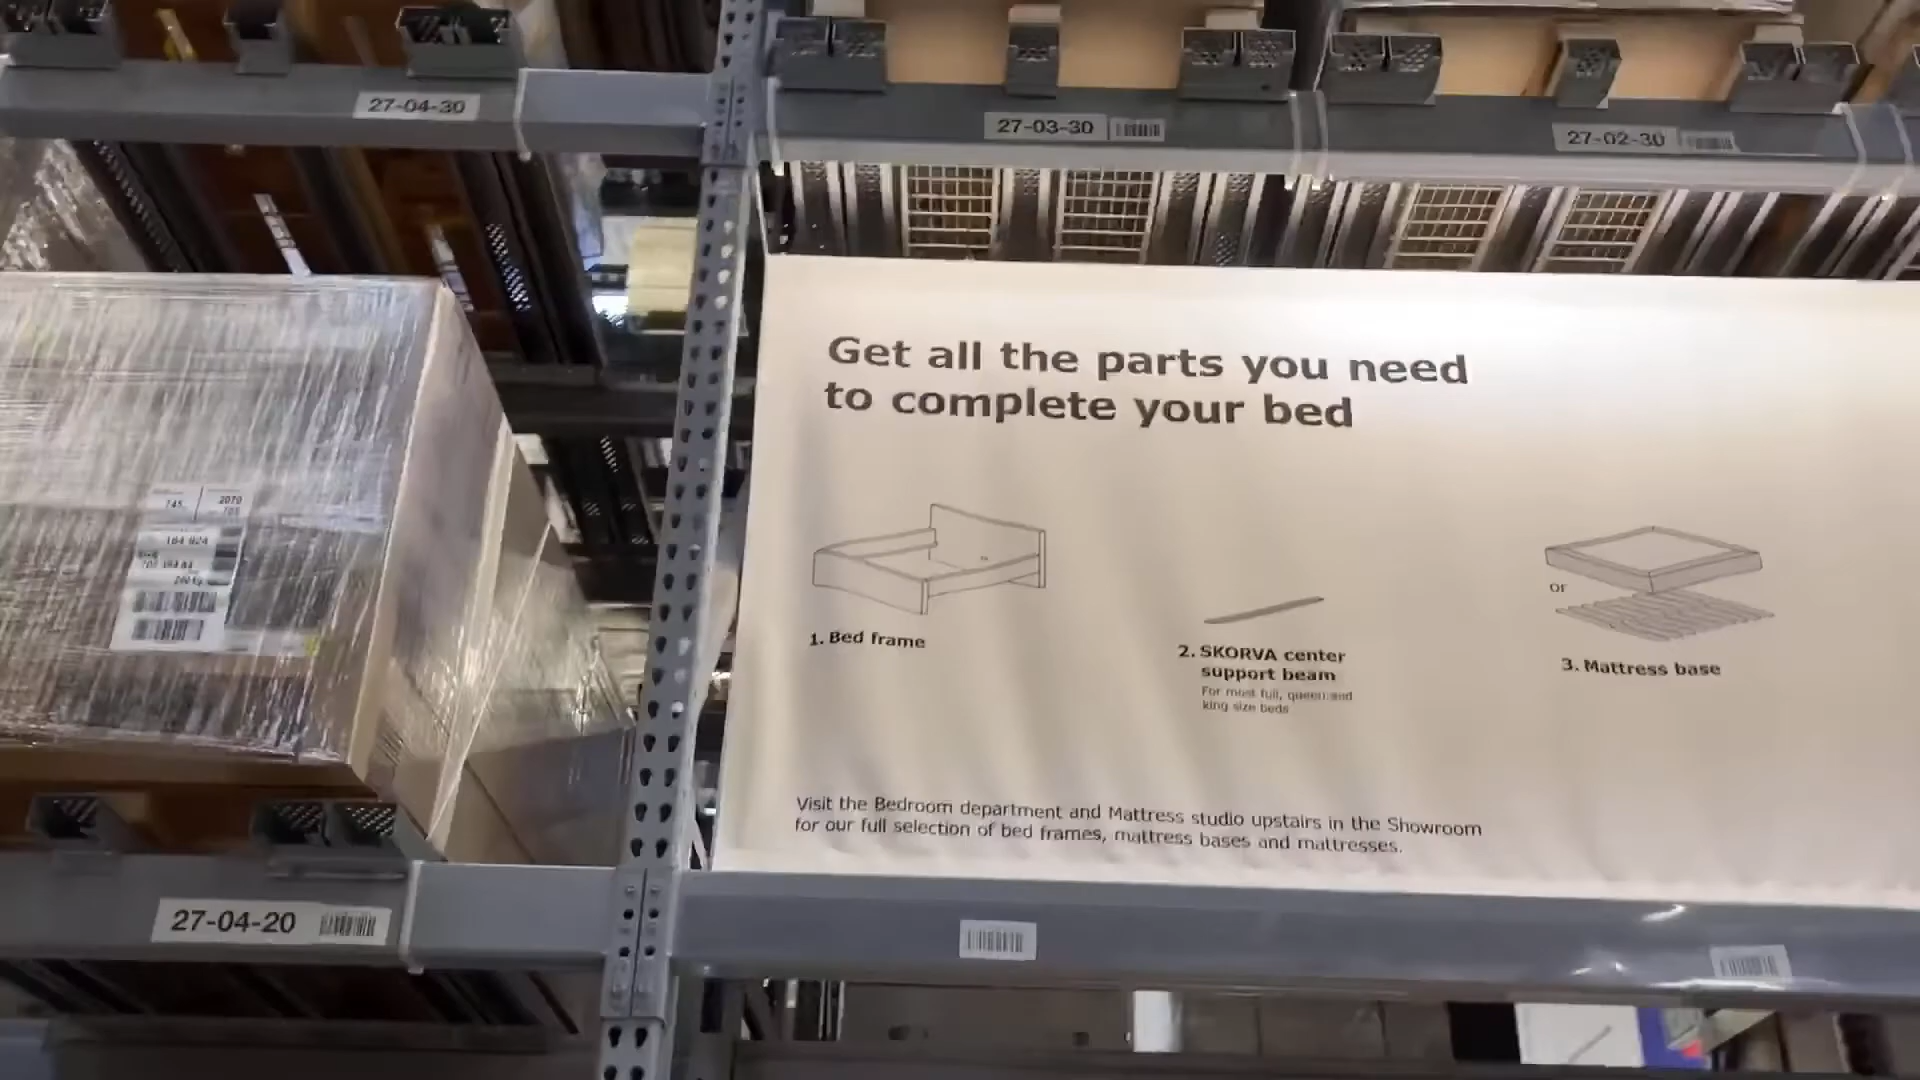 27-04-30
27-03-30
27-02-30
Get all the parts you need
to complete your bed
or
1. Bed frame
2. SKORVA center
support beam
For most full, queen and
king size beds
3. Mattress base
Visit the Bedroom department and Mattress studio upstairs in the Showroom
for our full selection of bed frames, mattress bases and mattresses.
2070
27-04-20